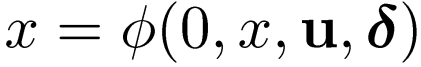 x = ϕ(0, x, 𝐮, 𝜹)